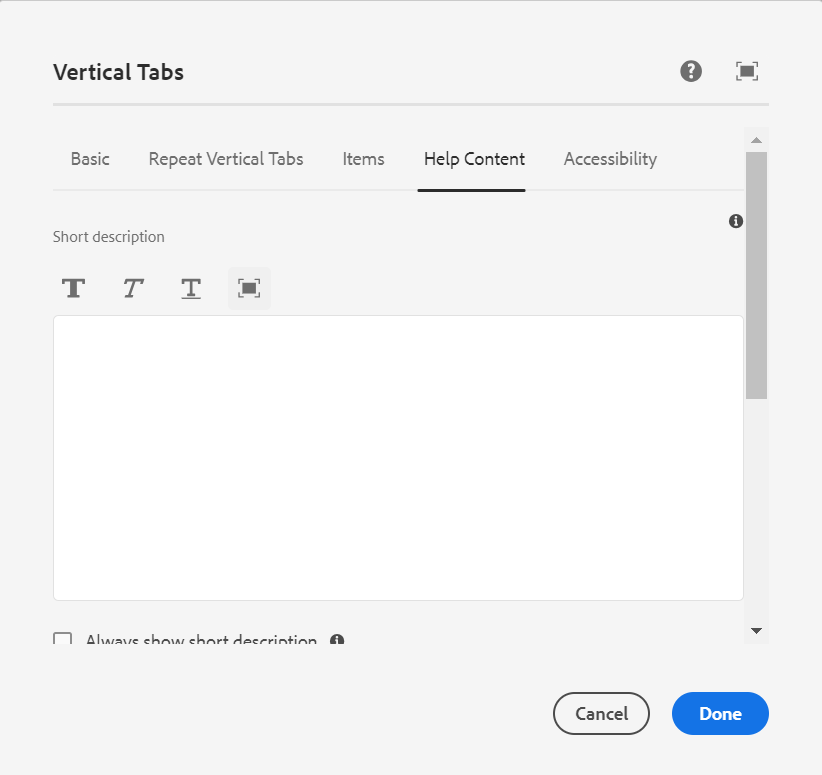 Vertical Tabs
Basic Repeat Vertical Tabs Items Help Content Accessibility
Short description
T T T
Always show short description
Cancel Done